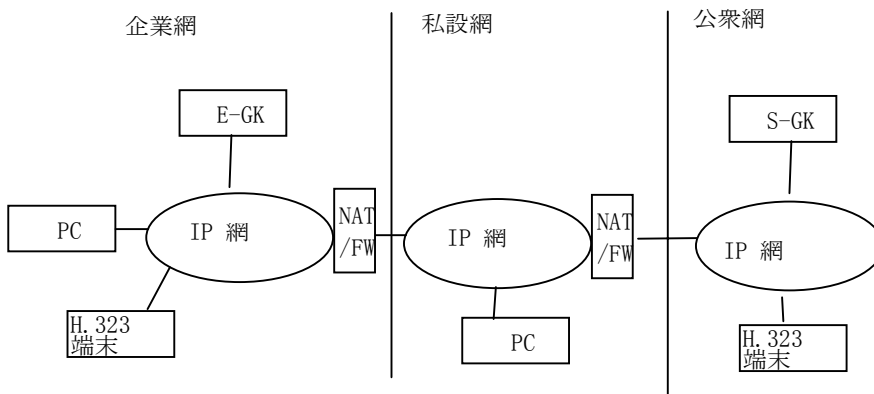 企業網
私設網
公衆網
E-GK
S-GK
PC
IP 網
NAT
/FW
IP 網
NAT
/FW
IP 網
H.323
端末
PC
H.323
端末